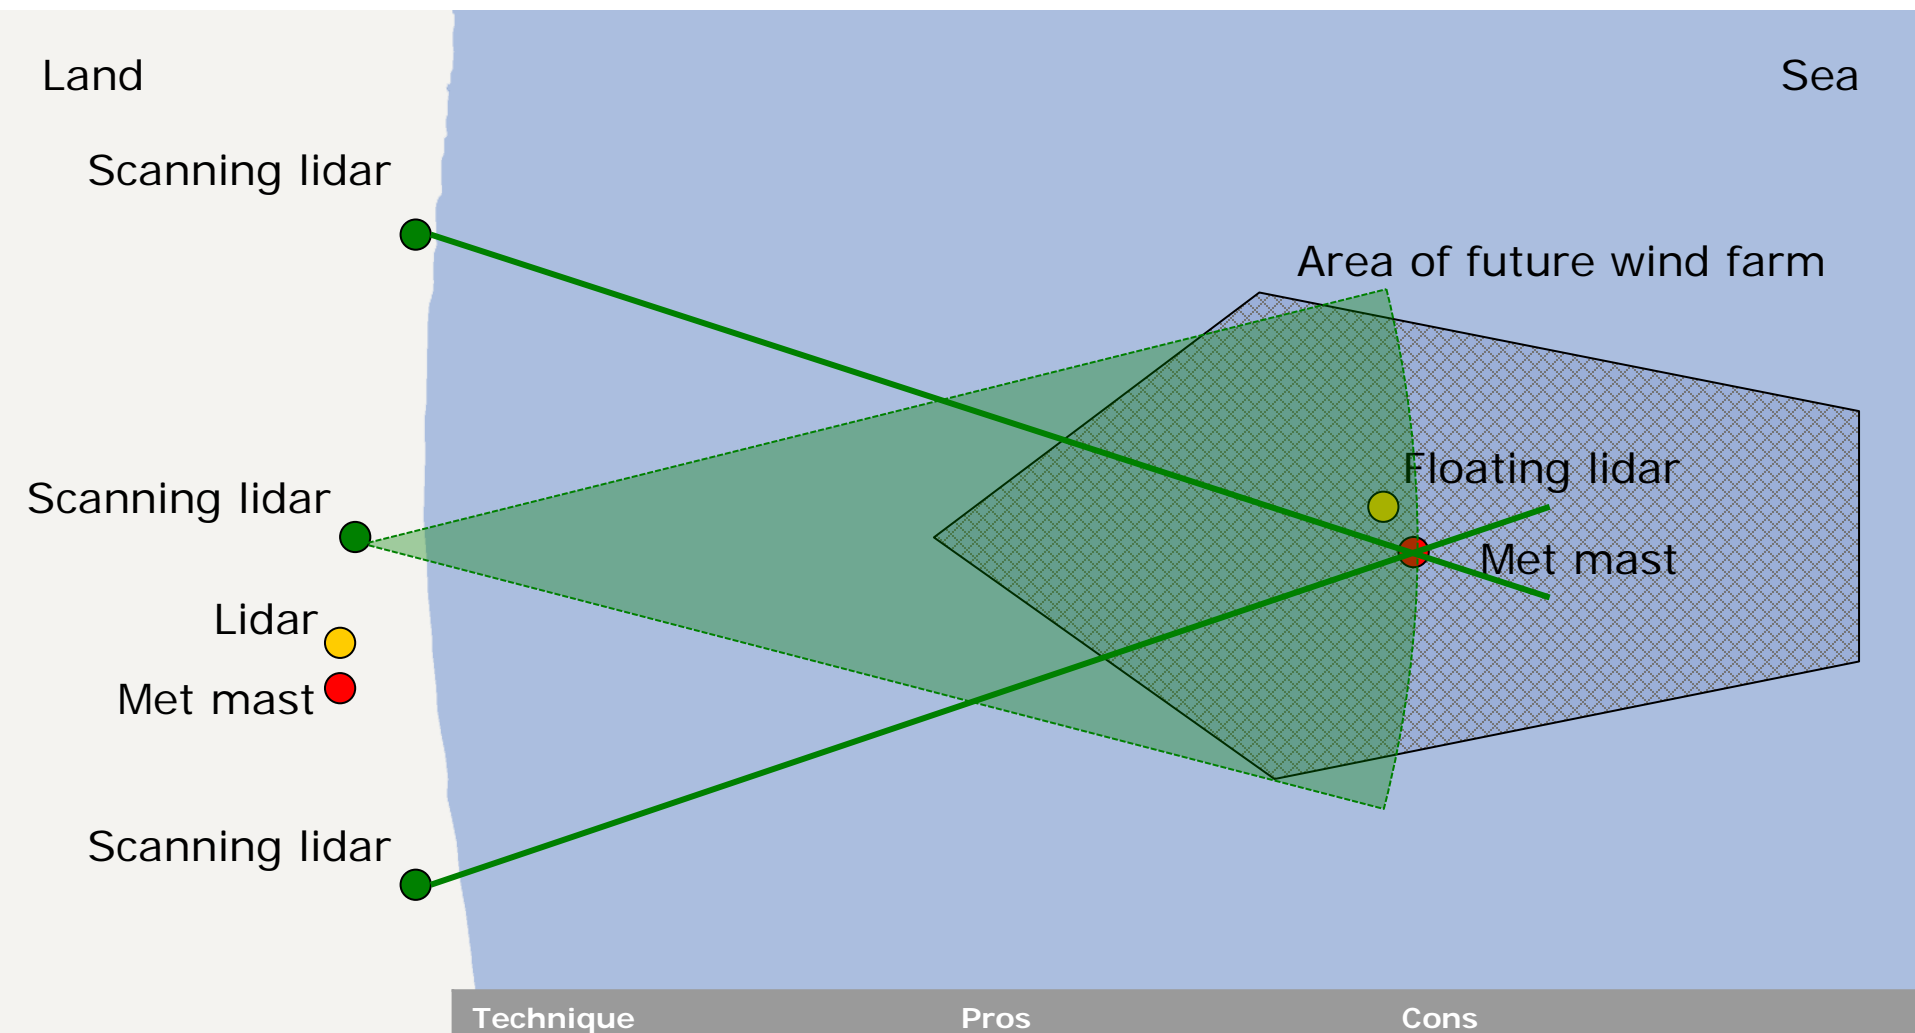 Land
Sea
Scanning lidar
Area of future wind farm
Floating lidar
Scanning lidar
Met mast
Lidar
Met mast
Scanning lidar
Technique Pros Cons